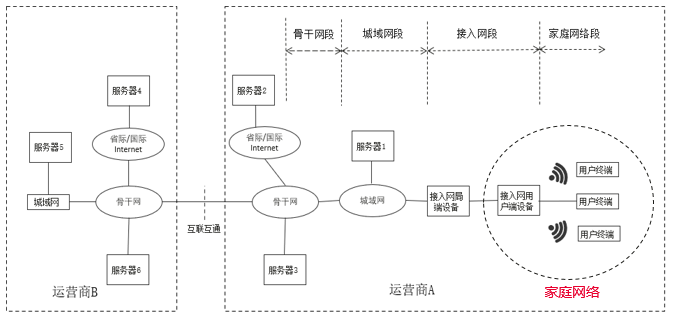 骨干网段
城域网段
接入网段
家庭网络段
服务器4
服务器2
省际/国际
Internet
省际/国际
Internet
服务器5
服务器1
城域网
骨干网
骨干网
城域网
接入网局
端设备
接入网用
户端设备
用户终端
用户终端
用户终端
互联互通
服务器6
服务器3
运营商B
运营商A
家庭网络